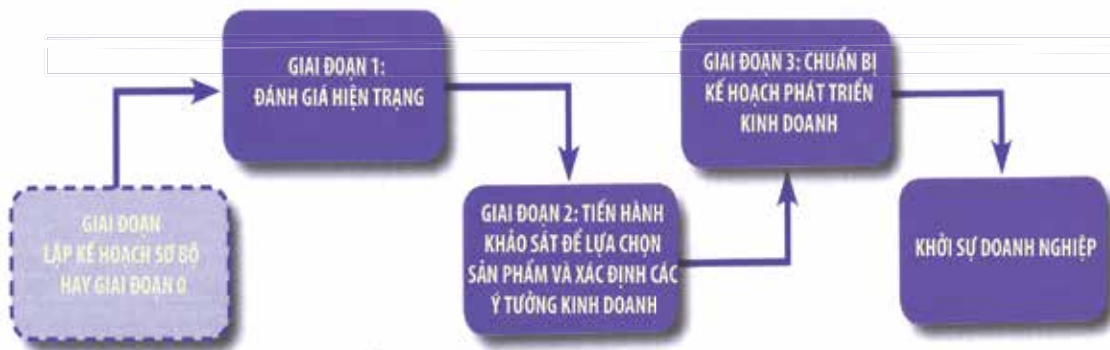 GIAI ĐOẠN
LẬP KẾ HOẠCH SƠ BỘ
HAY GIAI ĐOẠN 0
GIAI ĐOẠN 1:
ĐÁNH GIÁ HIỆN TRẠNG
GIAI ĐOẠN 2: TIẾN HÀNH
KHẢO SÁT ĐỂ LỰA CHỌN
SẢN PHẨM VÀ XÁC ĐỊNH CÁC
Ý TƯỞNG KINH DOANH
GIAI ĐOẠN 3: CHUẨN BỊ
KẾ HOẠCH PHÁT TRIỂN
KINH DOANH
KHỞI SỰ DOANH NGHIỆP